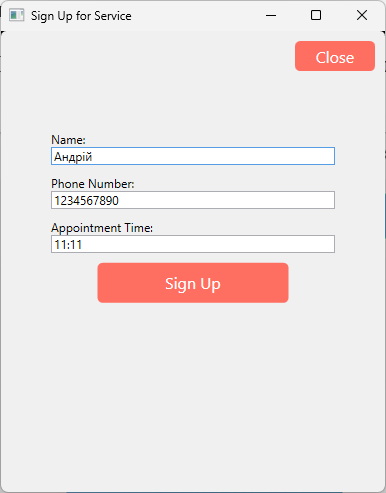 Sign Up for Service
Close
Name:
Андрій
Phone Number:
1234567890
Appointment Time:
11:11
Sign Up